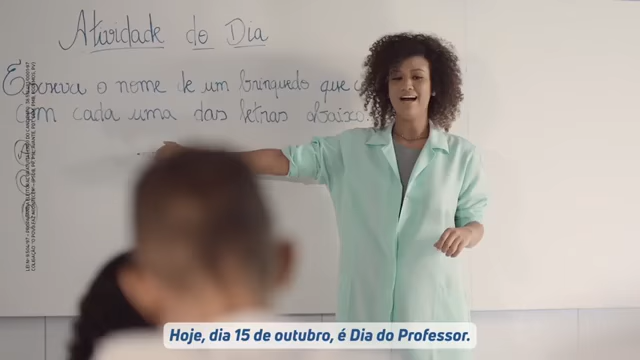 Atividade do Dia
Escreva o nome de um brinquedo que
com cada uma das letras abaixo.
Hoje, dia 15 de outubro, é Dia do Professor.